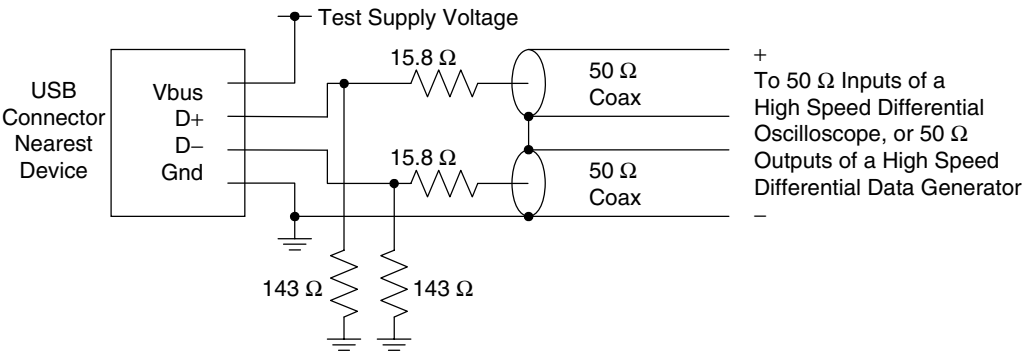 Test Supply Voltage
USB
Connector
Nearest
Device
Vbus
D+
D−
Gnd
15.8 Ω
50 Ω
Coax
15.8 Ω
50 Ω
Coax
+
To 50 Ω Inputs of a
High Speed Differential
Oscilloscope, or 50 Ω
Outputs of a High Speed
Differential Data Generator
−
143 Ω
143 Ω